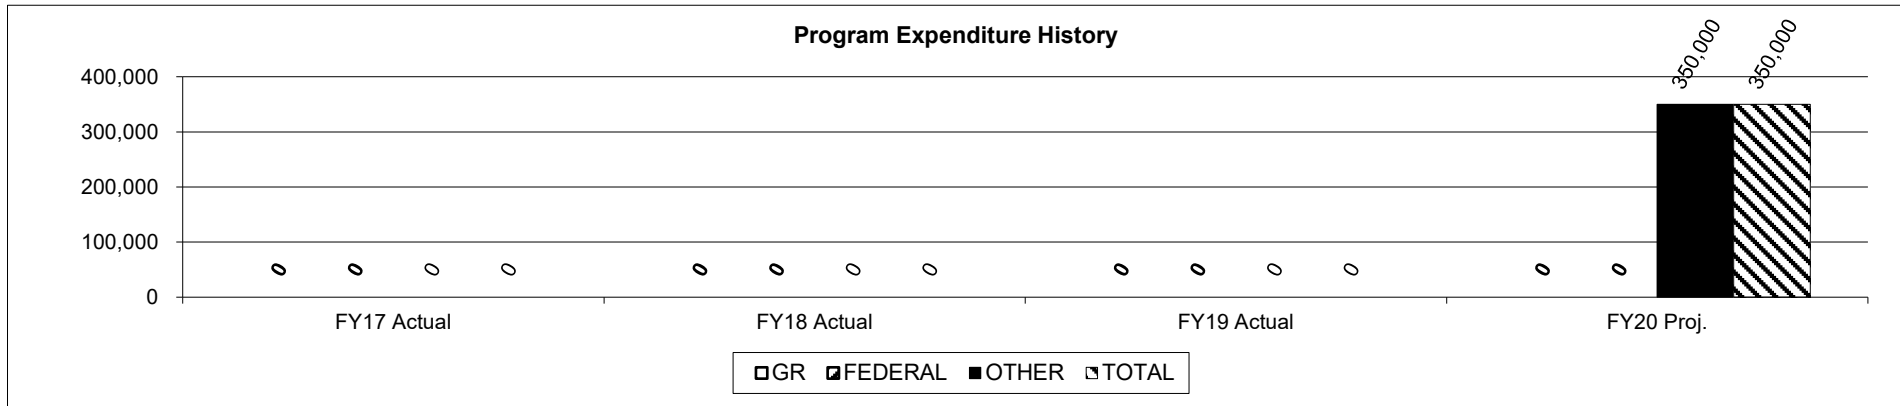 Program Expenditure History
350,000 350,000
400,000
300,000
200,000
100,000
0
0 0 0 0 0 0 0 0 0 0 0 0 0 0
FY17 Actual FY18 Actual FY19 Actual FY20 Proj.
GR FEDERAL OTHER TOTAL